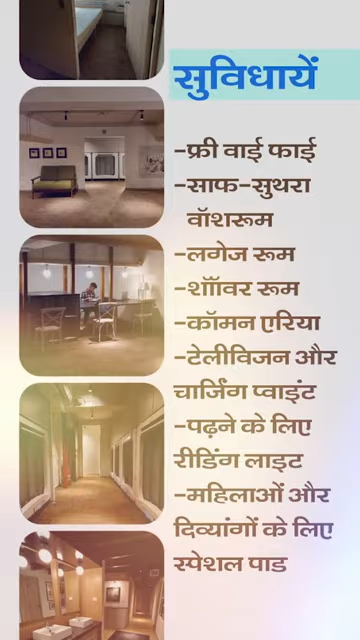 सुविधायें
-फ्री वाई फाई
-साफ-सुथरा
वॉशरूम
-लगेज रूम
-शॉवर रूम
-कॉमन एरिया
-टेलीविजन और
चार्जिंग प्वाइंट
-पढ़ने के लिए
रीडिंग लाइट
-महिलाओं और
दिव्यांगों के लिए
स्पेशल पाड